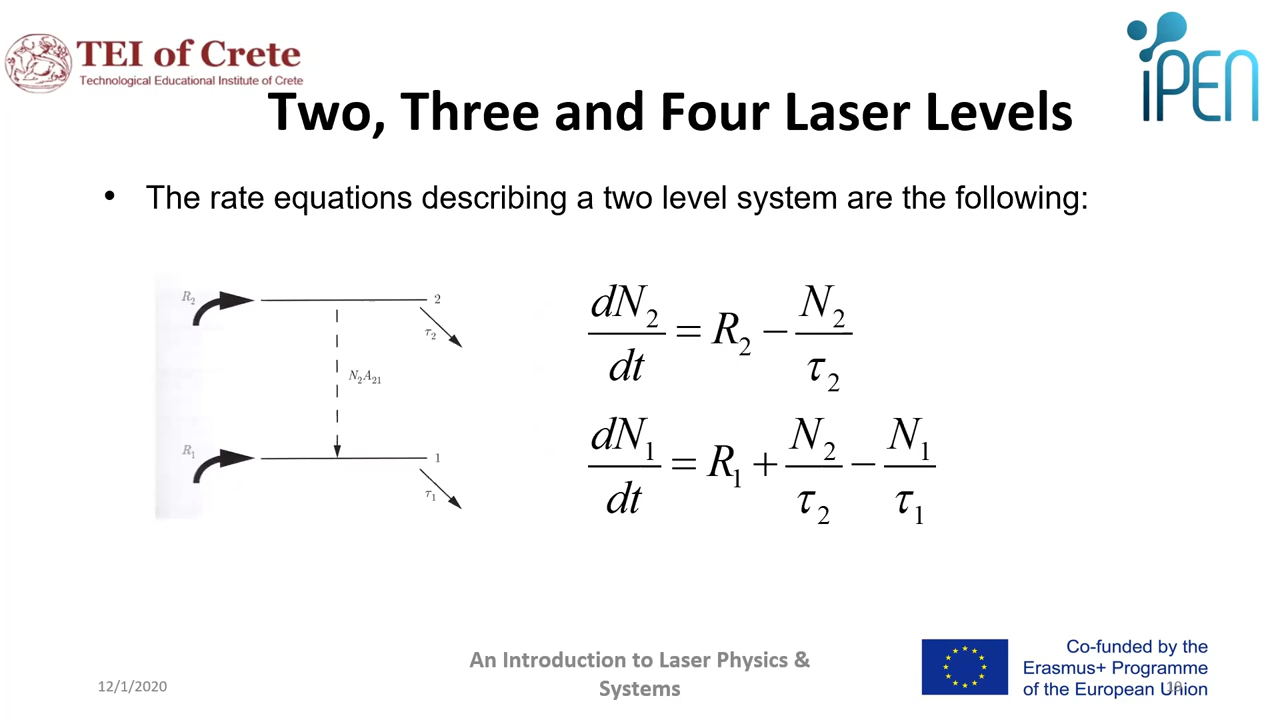 TEI of Crete
Technological Educational Institute of Crete
iPEN
Two, Three and Four Laser Levels
• The rate equations describing a two level system are the following:
R₂
2
τ₂
N₂A₂₁
R₁
1
τ₁
dN₂/dt = R₂ − N₂/τ₂
dN₁/dt = R₁ + N₂/τ₂ − N₁/τ₁
12/1/2020
An Introduction to Laser Physics &
Systems
Co-funded by the
Erasmus+ Programme
of the European Union